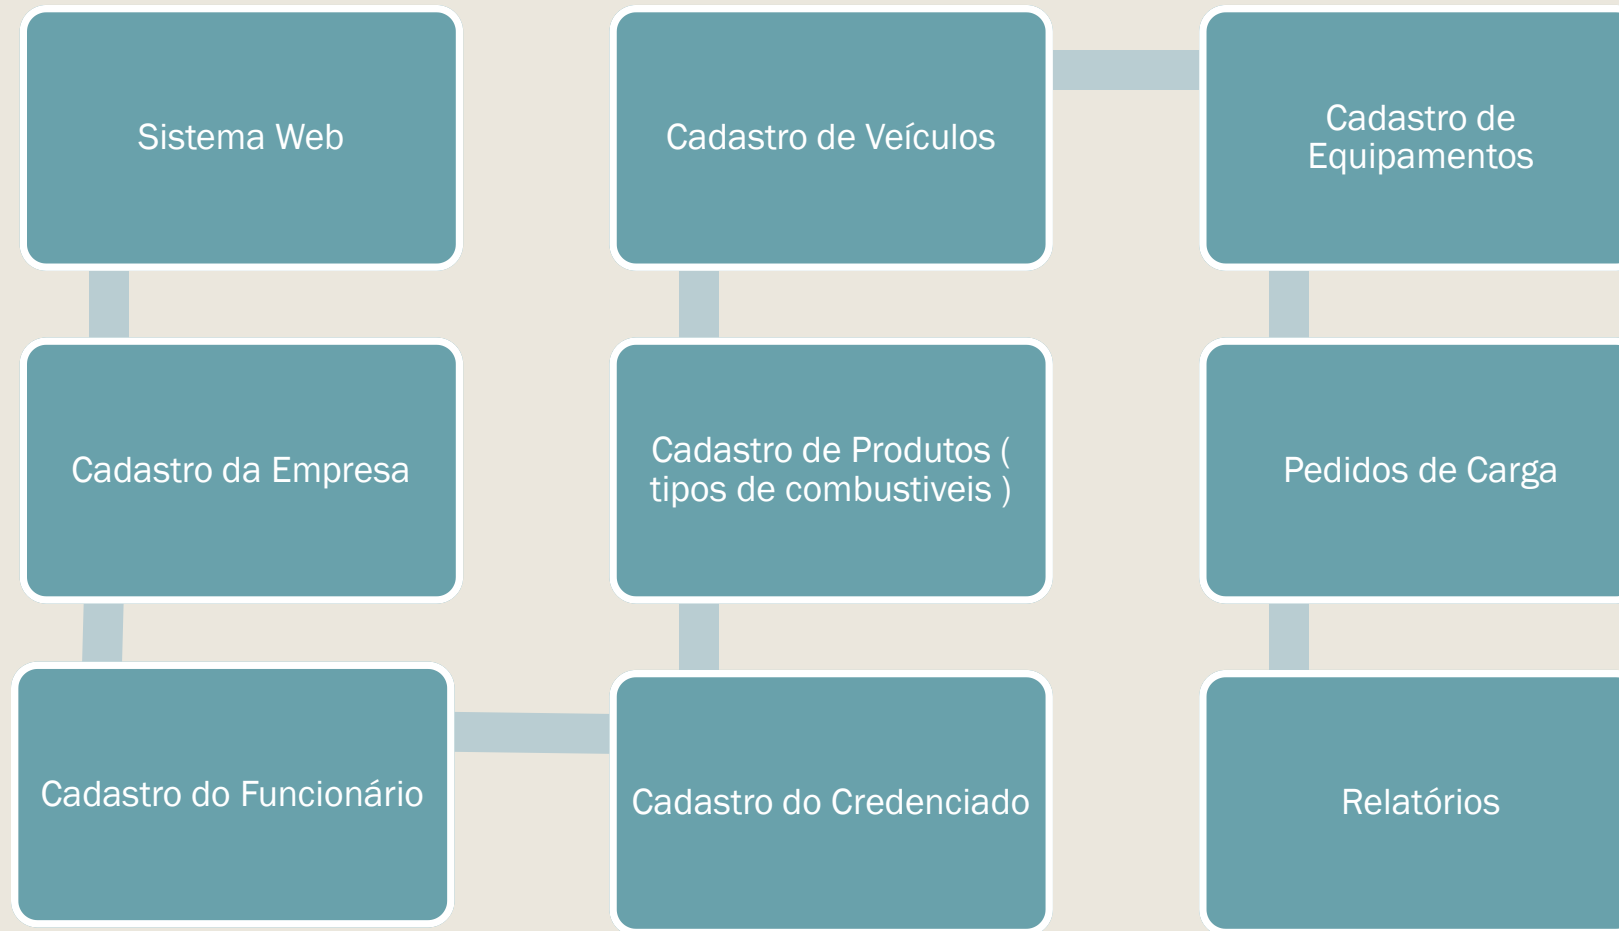 Sistema Web
Cadastro da Empresa
Cadastro do Funcionário
Cadastro do Credenciado
Cadastro de Produtos (
tipos de combustiveis )
Cadastro de Veículos
Cadastro de
Equipamentos
Pedidos de Carga
Relatórios